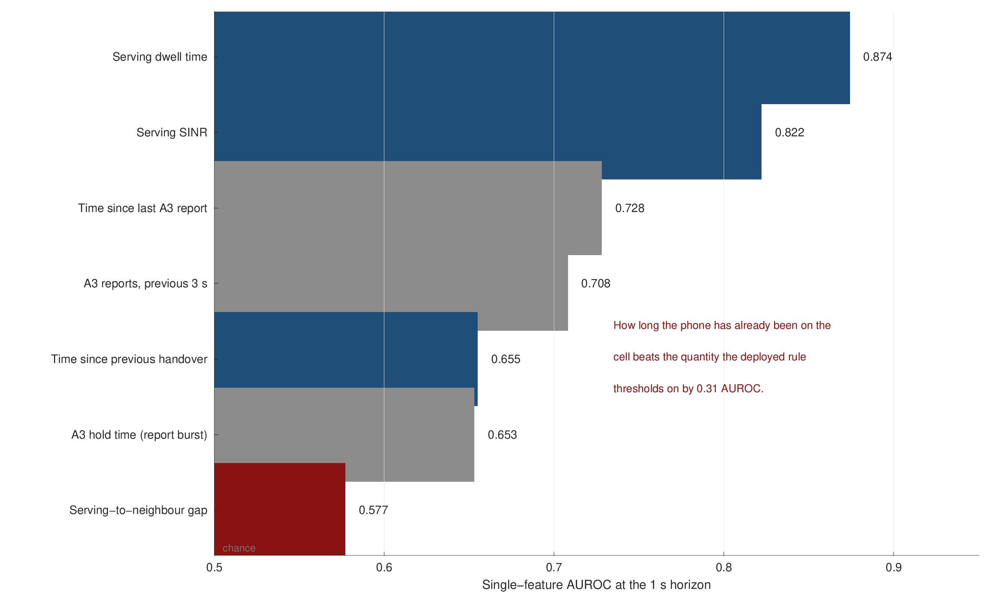 Serving dwell time
0.874
Serving SINR
0.822
Time since last A3 report
0.728
A3 reports, previous 3 s
0.708
How long the phone has already been on the
cell beats the quantity the deployed rule
thresholds on by 0.31 AUROC.
Time since previous handover
0.655
A3 hold time (report burst)
0.653
Serving−to−neighbour gap
0.577
chance
0.5 0.6 0.7 0.8 0.9
Single−feature AUROC at the 1 s horizon